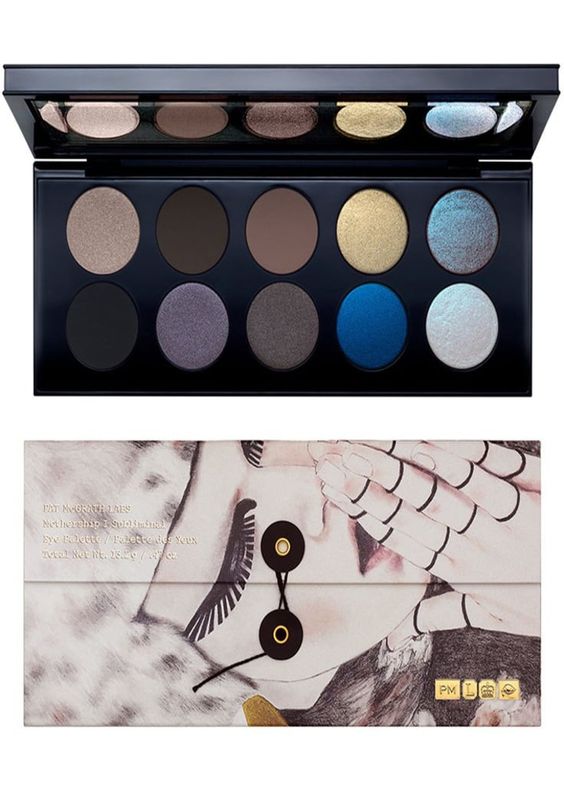 PAT McGRATH LABS
Mothership I Subliminal
Eye Palette / Palette des Yeux
Total Net Wt.
PM